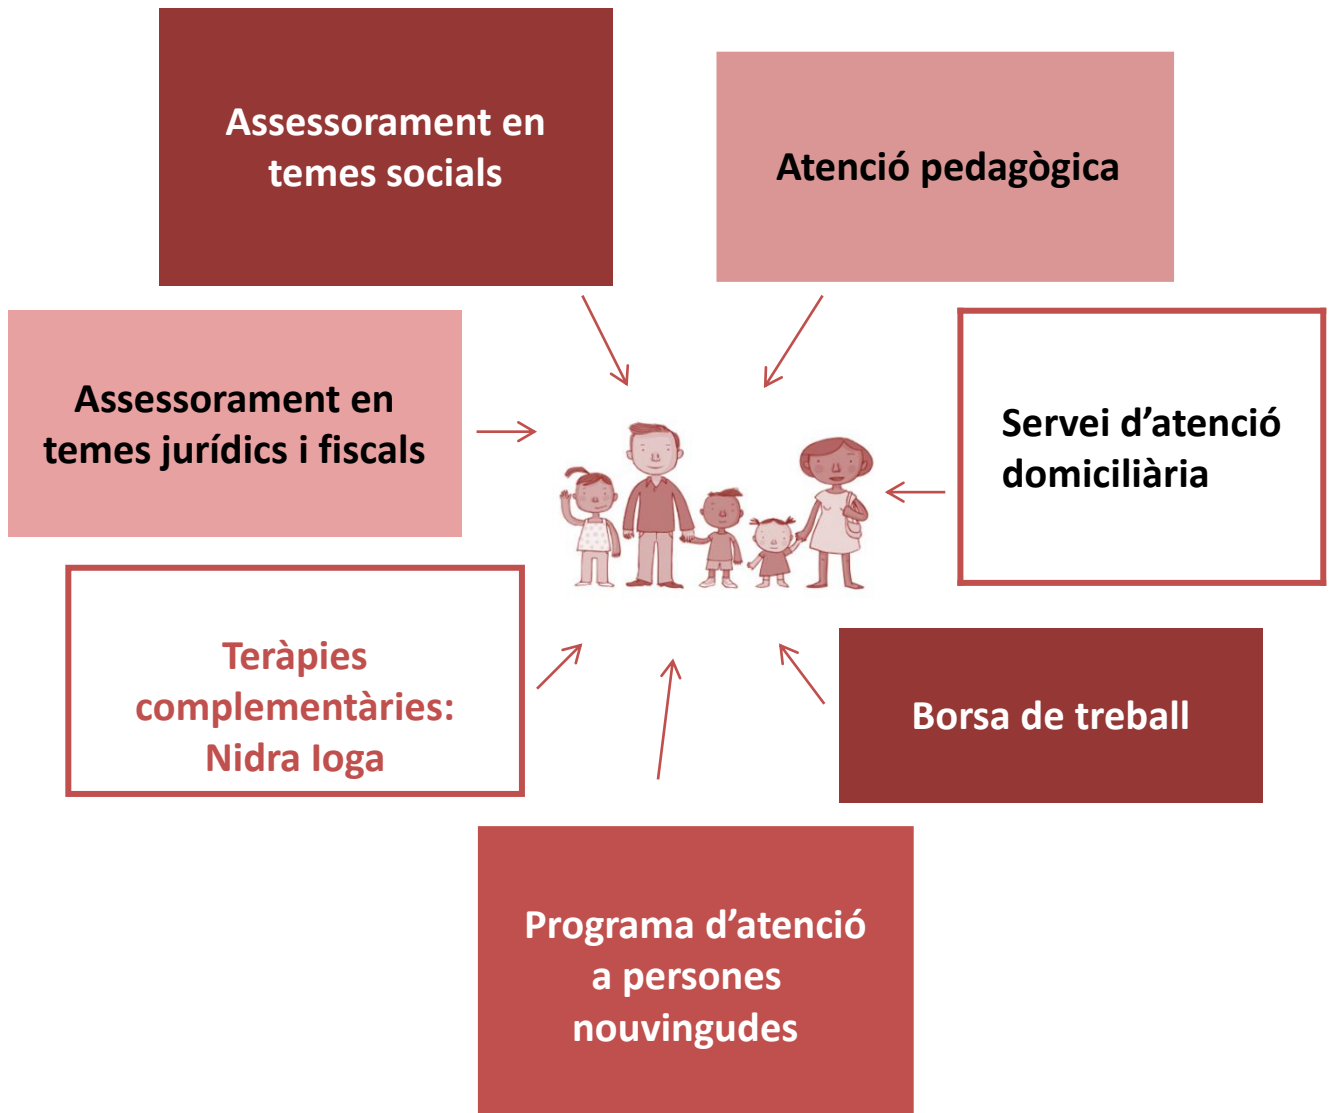 Assessorament en
temes socials
Atenció pedagògica
Assessorament en
temes jurídics i fiscals
Servei d’atenció
domiciliària
Teràpies
complementàries:
Nidra Ioga
Borsa de treball
Programa d’atenció
a persones
nouvingudes